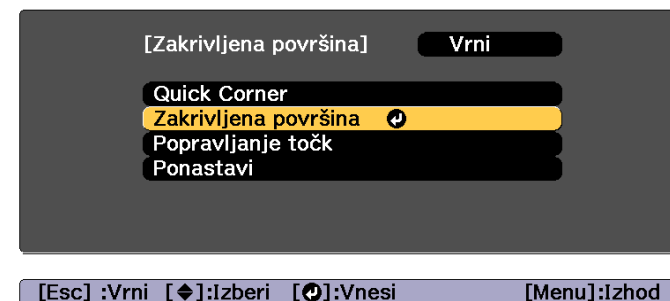 [Zakrivljena površina] Vrni
Quick Corner
Zakrivljena površina
Popravljanje točk
Ponastavi
[Esc] :Vrni [◆]:Izberi [⏎]:Vnesi [Menu]:Izhod